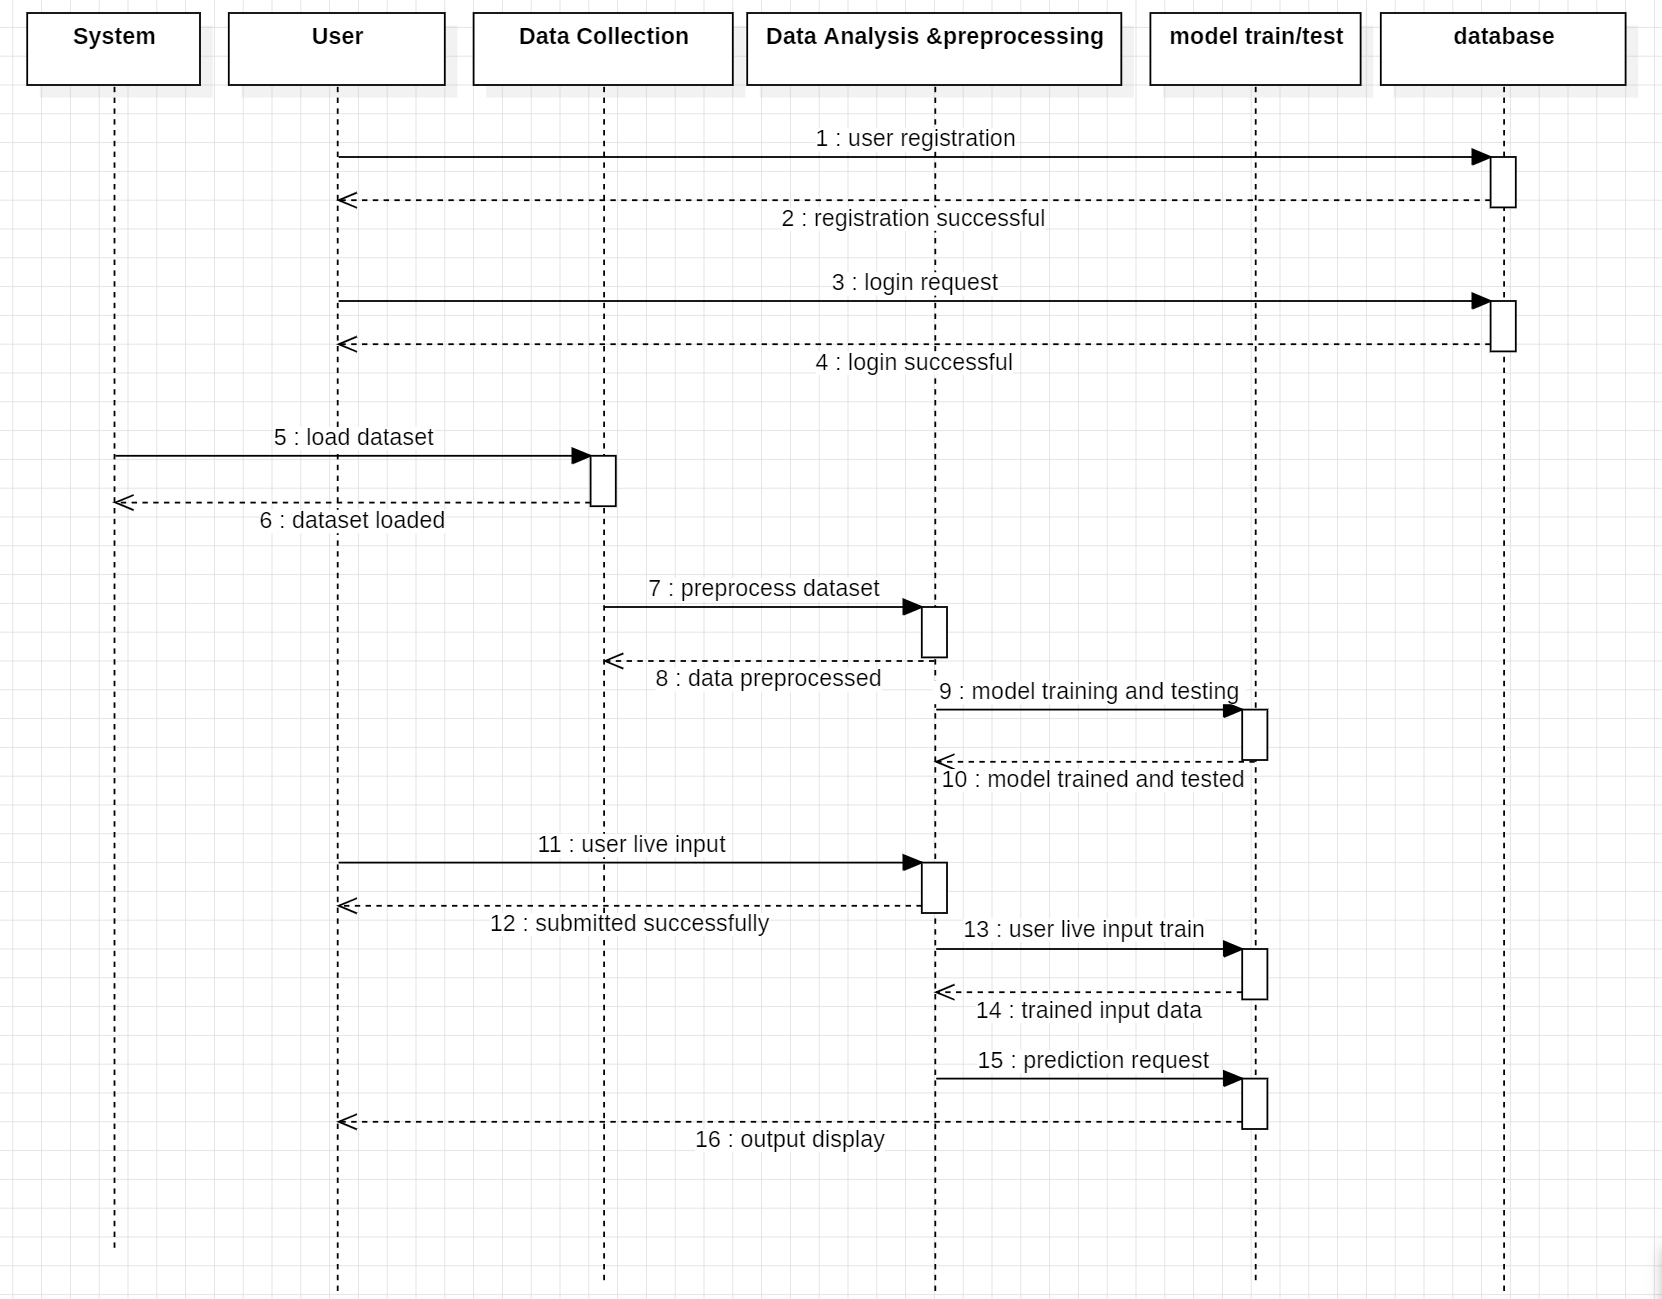 System
User
Data Collection
Data Analysis &preprocessing
model train/test
database
1 : user registration
2 : registration successful
3 : login request
4 : login successful
5 : load dataset
6 : dataset loaded
7 : preprocess dataset
8 : data preprocessed
9 : model training and testing
10 : model trained and tested
11 : user live input
12 : submitted successfully
13 : user live input train
14 : trained input data
15 : prediction request
16 : output display